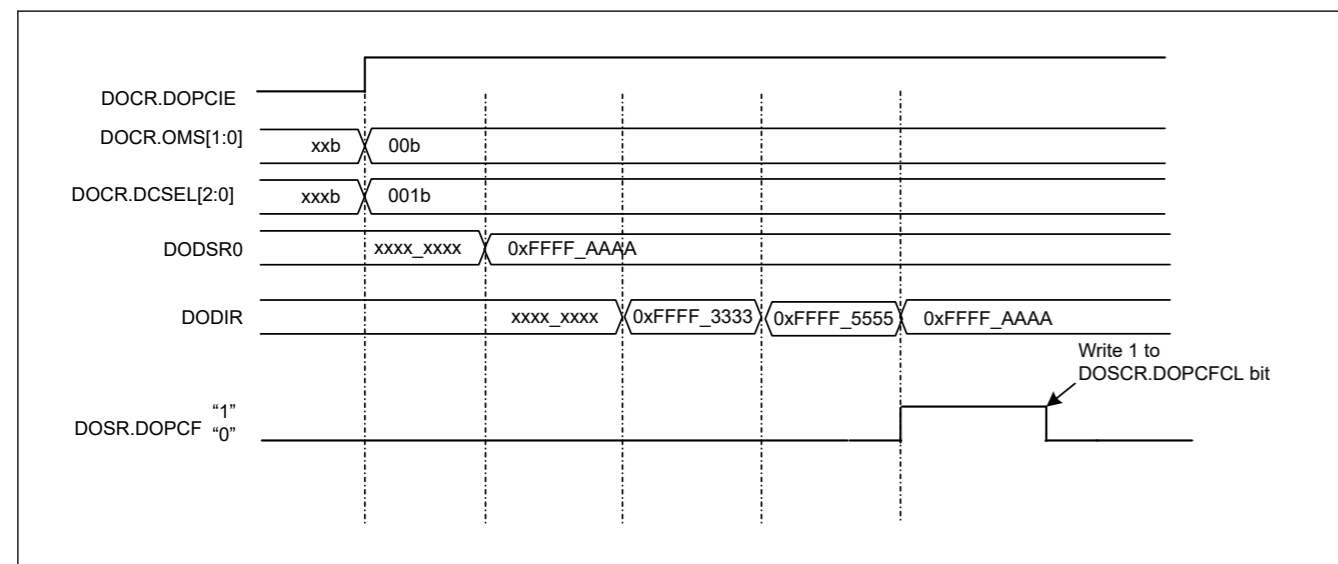 DOCR.DOPCIE
DOCR.OMS[1:0] xxb 00b
DOCR.DCSEL[2:0] xxxb 001b
DODSR0 xxxx_xxxx 0xFFFF_AAAA
DODIR xxxx_xxxx 0xFFFF_3333 0xFFFF_5555 0xFFFF_AAAA
Write 1 to
DOSCR.DOPCFCL bit
“1”
DOSR.DOPCF “0”